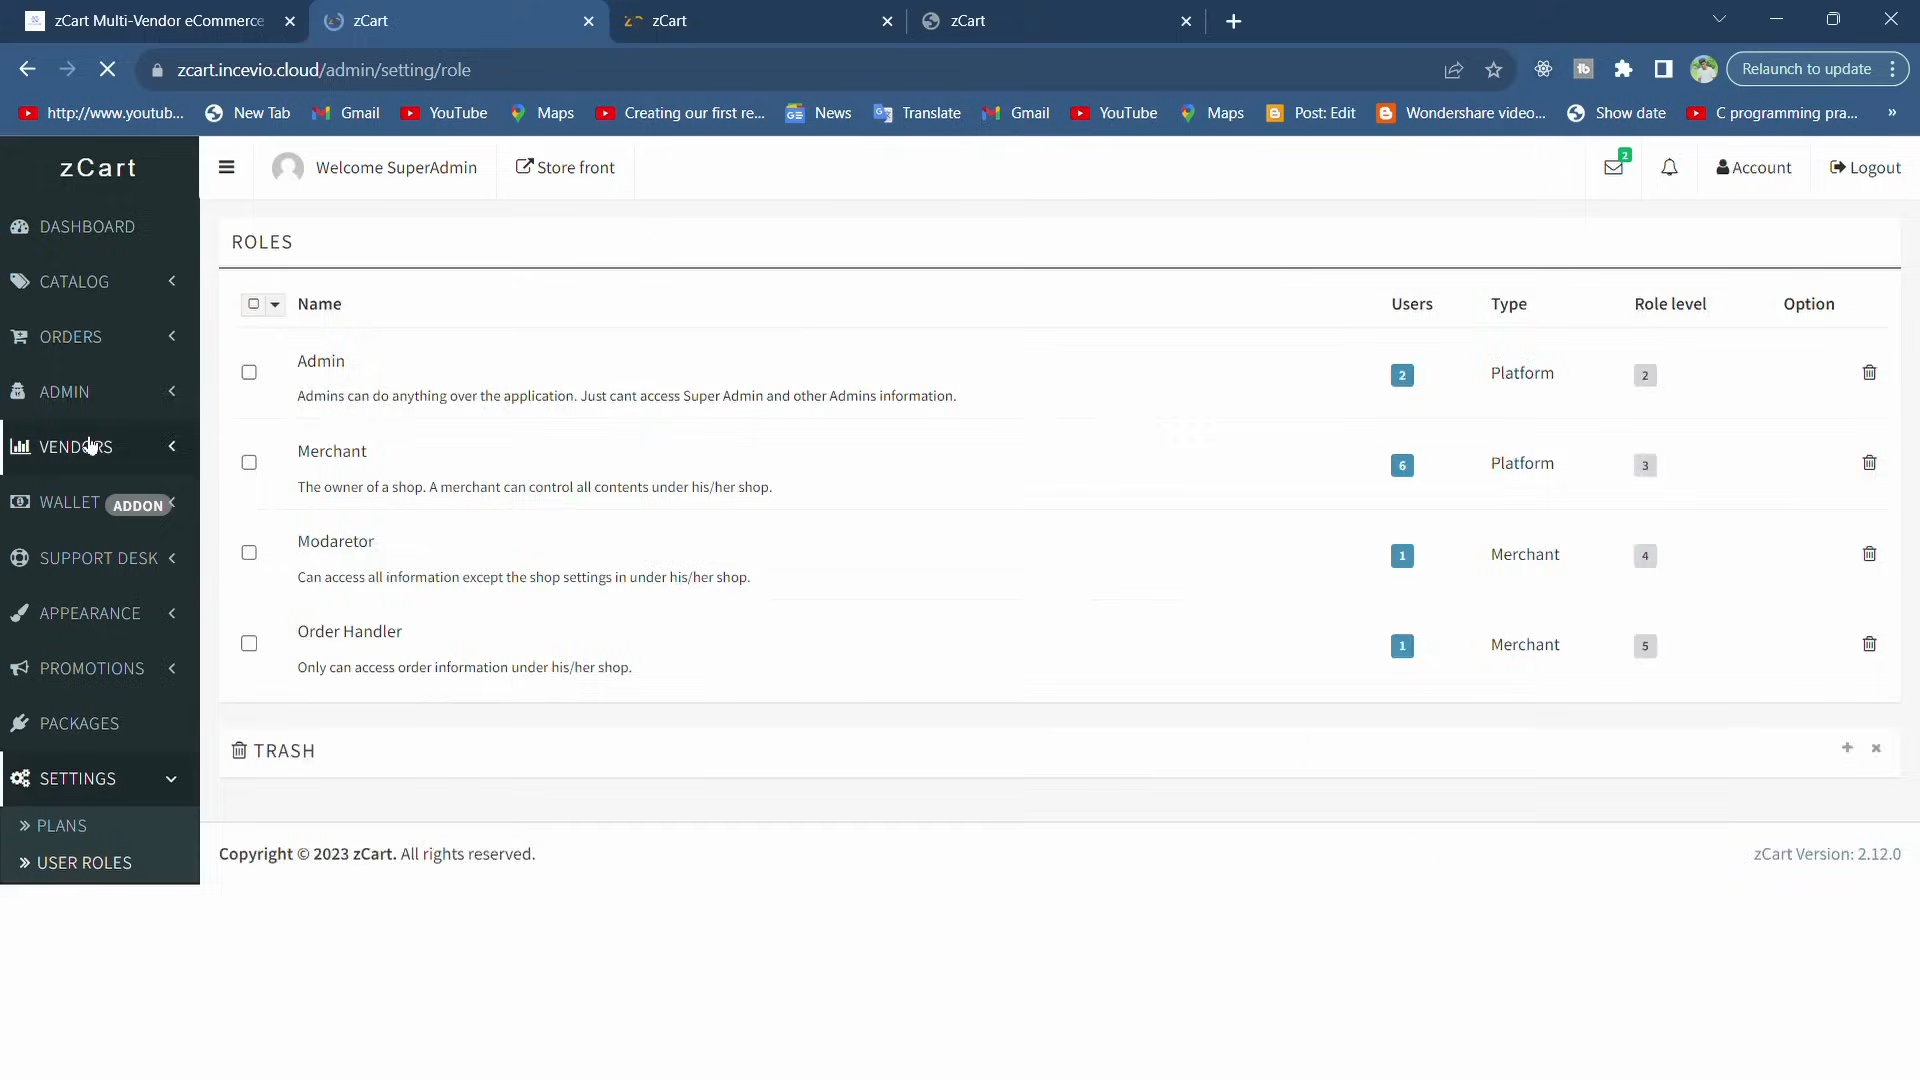 zCart Multi-Vendor eCommerce
zCart
zCart
zCart
zcart.incevio.cloud/admin/setting/role
Relaunch to update
http://www.youtub...
New Tab
Gmail
YouTube
Maps
Creating our first re...
News
Translate
Gmail
YouTube
Maps
Post: Edit
Wondershare video...
Show date
C programming pra...
»
zCart
Welcome SuperAdmin
Store front
2
Account
Logout
DASHBOARD
CATALOG
ORDERS
ADMIN
VENDORS
WALLET ADDON
SUPPORT DESK
APPEARANCE
PROMOTIONS
PACKAGES
SETTINGS
» PLANS
» USER ROLES
ROLES
Name Users Type Role level Option
Admin
2 Platform 2
Admins can do anything over the application. Just cant access Super Admin and other Admins information.
Merchant
6 Platform 3
The owner of a shop. A merchant can control all contents under his/her shop.
Modaretor
1 Merchant 4
Can access all information except the shop settings in under his/her shop.
Order Handler
1 Merchant 5
Only can access order information under his/her shop.
TRASH
Copyright © 2023 zCart. All rights reserved.
zCart Version: 2.12.0